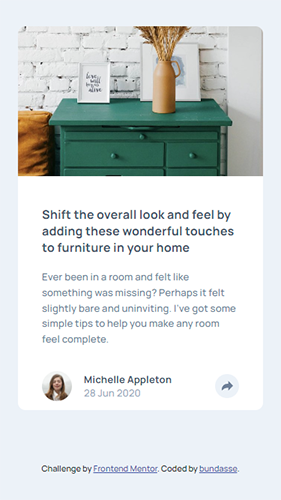 love well
Shift the overall look and feel by
adding these wonderful touches
to furniture in your home
Ever been in a room and felt like
something was missing? Perhaps it felt
slightly bare and uninviting. I've got some
simple tips to help you make any room
feel complete.
Michelle Appleton
28 Jun 2020
Challenge by Frontend Mentor. Coded by bundasse.